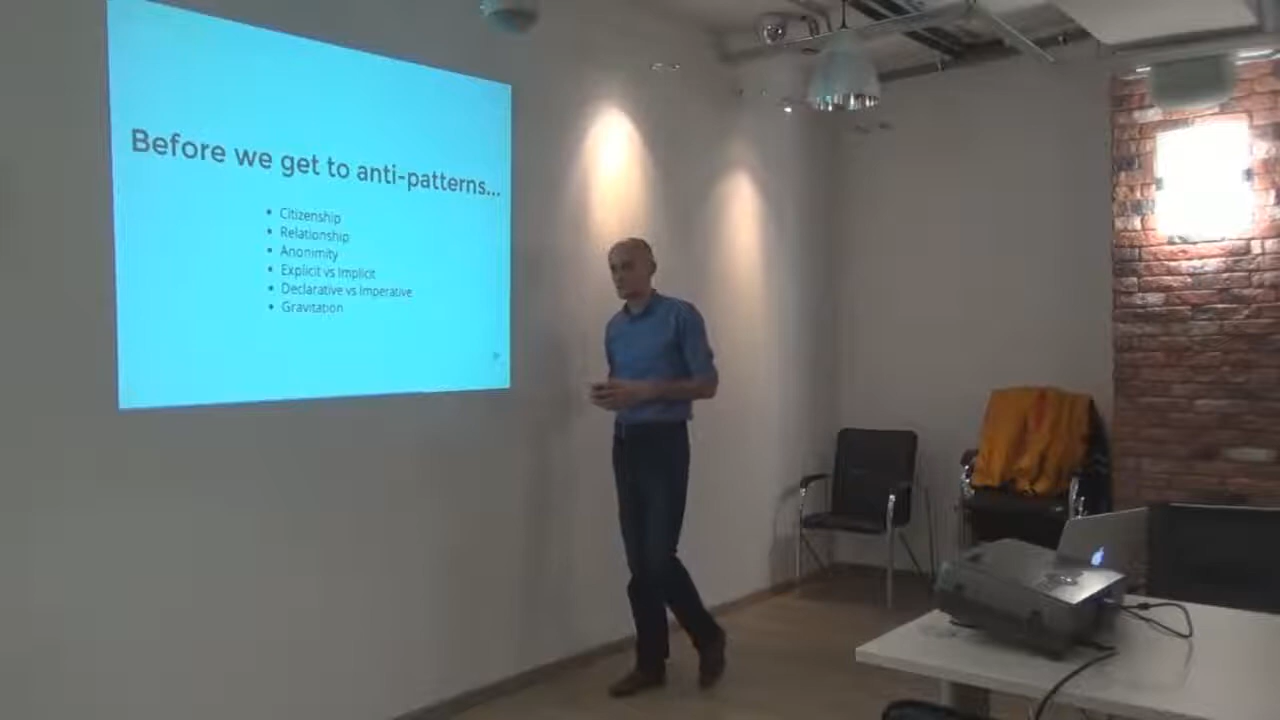 Before we get to anti-patterns...
• Citizenship
• Relationship
• Anonimity
• Explicit vs Implicit
• Declarative vs Imperative
• Gravitation